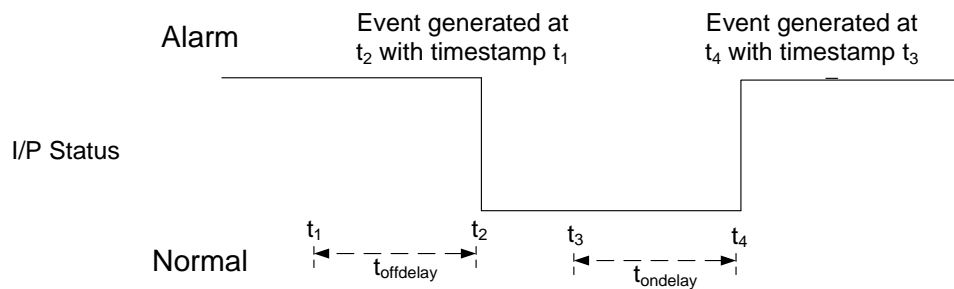 Alarm
Event generated at
t₂ with timestamp t₁
Event generated at
t₄ with timestamp t₃
I/P Status
t₁
t₂
t₃
t₄
Normal
toffdelay
tondelay